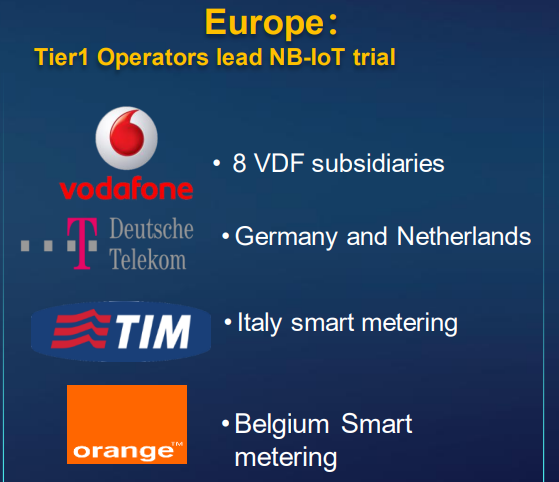 Europe：
Tier1 Operators lead NB-IoT trial
vodafone
• 8 VDF subsidiaries
T Deutsche
Telekom
• Germany and Netherlands
TIM
• Italy smart metering
orange™
• Belgium Smart
metering